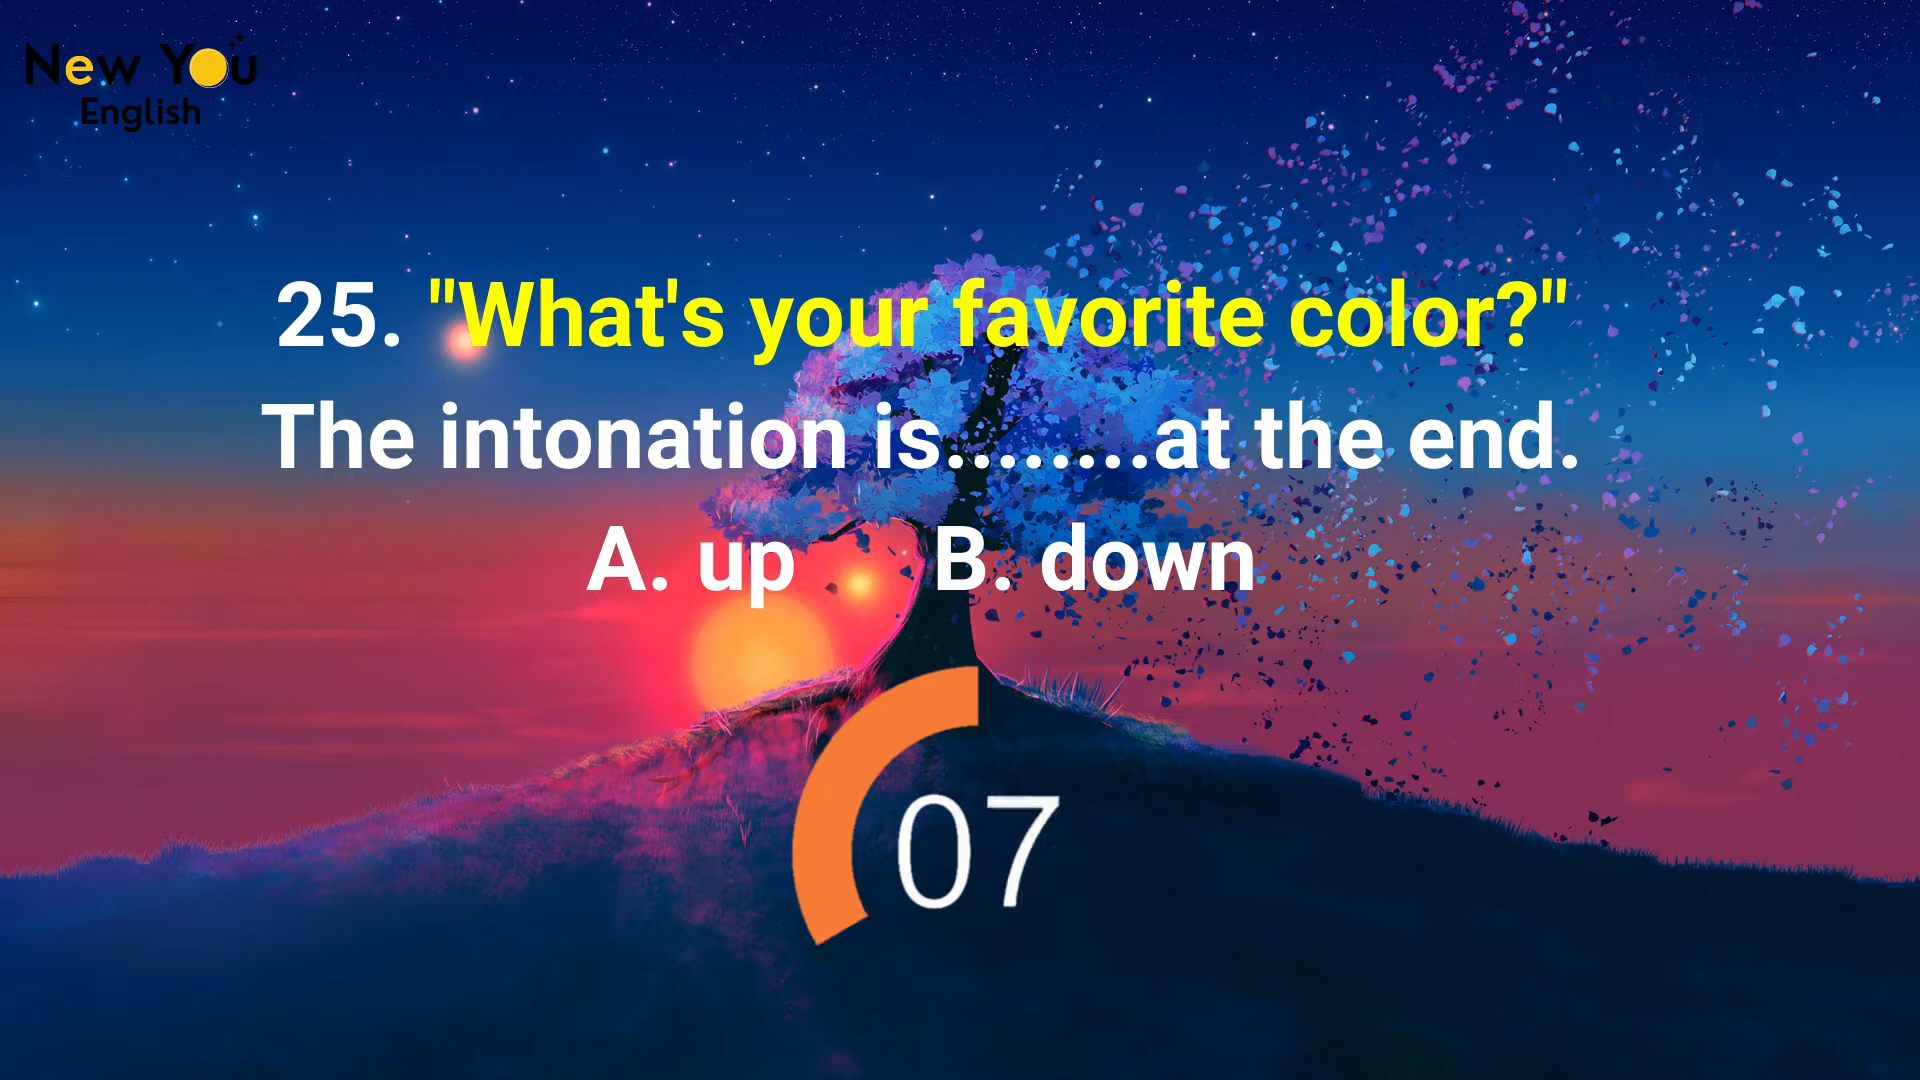 New You
English
25. "What's your favorite color?"
The intonation is........at the end.
A. up B. down
07